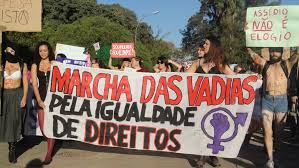 ISTO
ASSÉDIO
NÃO É
ELOGIO
MARCHA DAS VADIAS
PELA IGUALDADE
DE DIREITOS